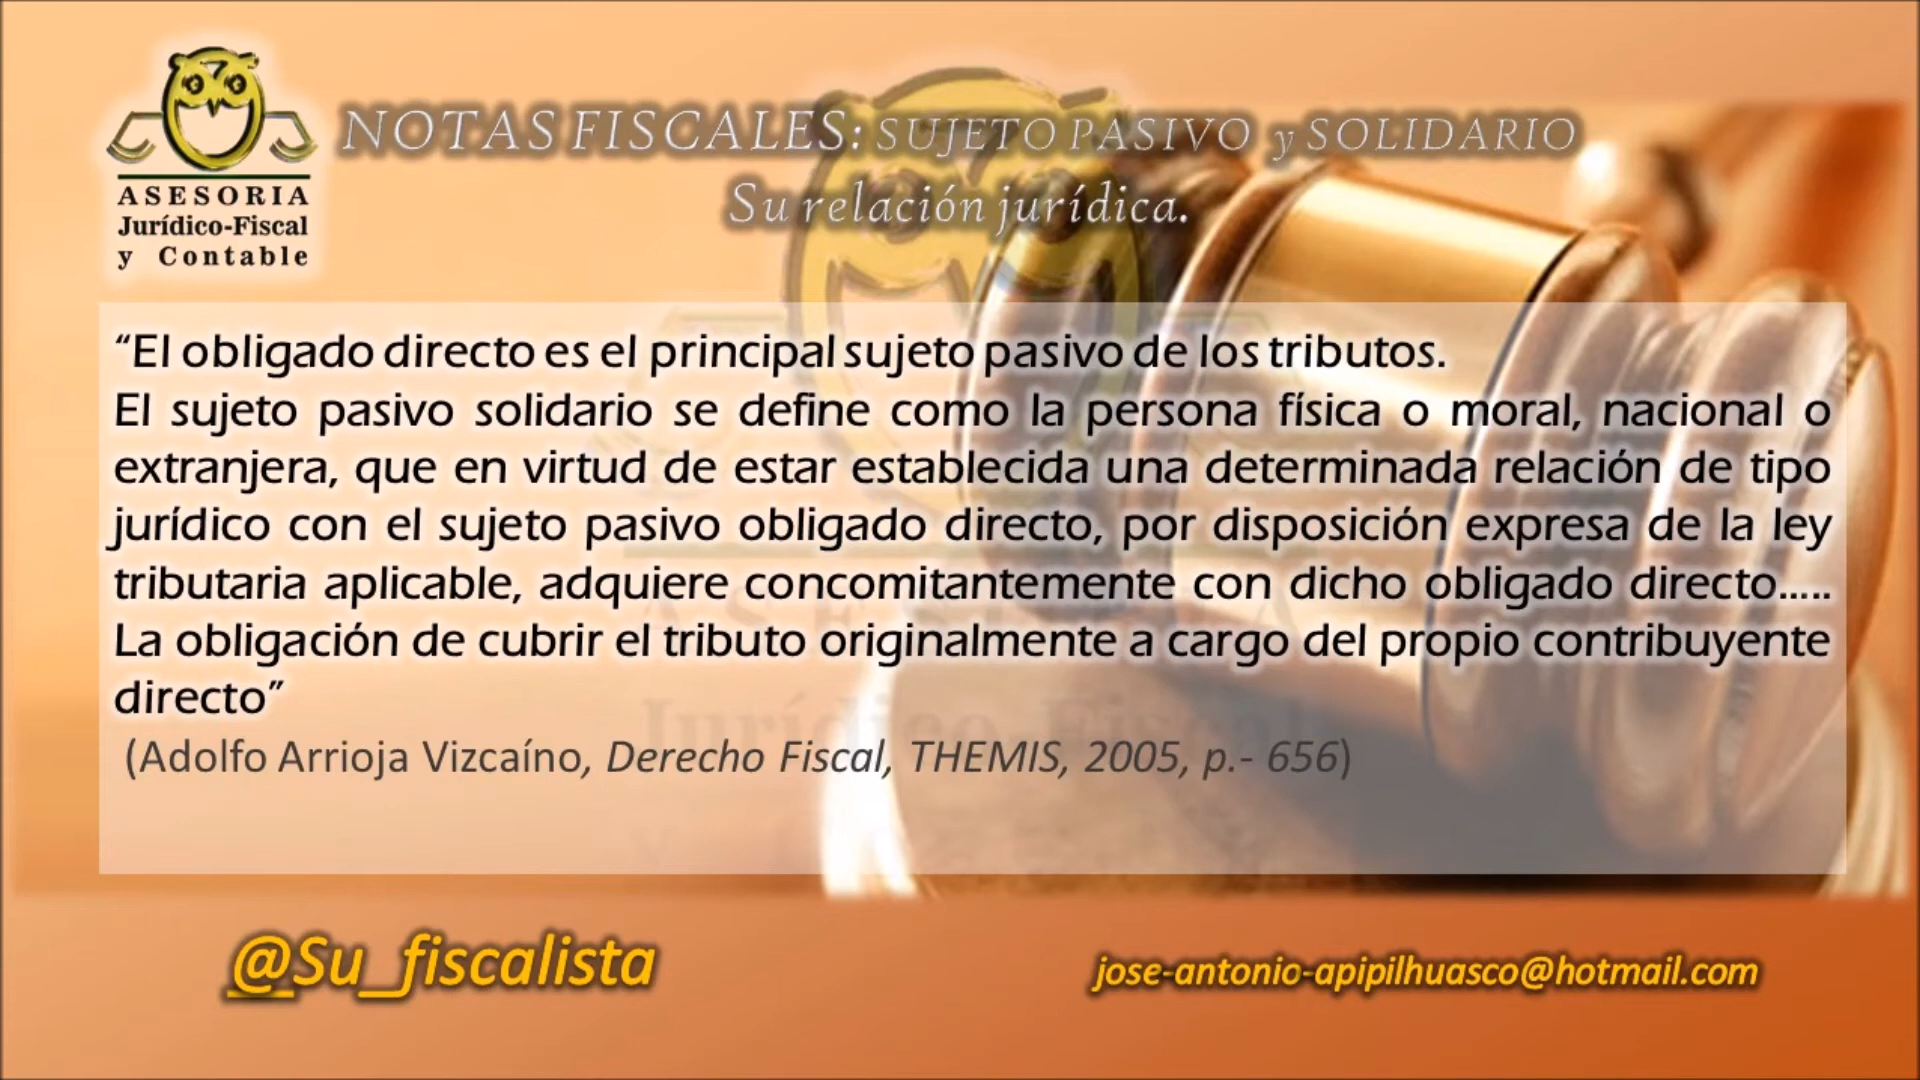 NOTAS FISCALES: SUJETO PASIVO y SOLIDARIO
Su relación jurídica.
ASESORIA
Jurídico-Fiscal
y Contable
“El obligado directo es el principal sujeto pasivo de los tributos.
El sujeto pasivo solidario se define como la persona física o moral, nacional o
extranjera, que en virtud de estar establecida una determinada relación de tipo
jurídico con el sujeto pasivo obligado directo, por disposición expresa de la ley
tributaria aplicable, adquiere concomitantemente con dicho obligado directo.....
La obligación de cubrir el tributo originalmente a cargo del propio contribuyente
directo”
(Adolfo Arrioja Vizcaíno, Derecho Fiscal, THEMIS, 2005, p.- 656)
@Su_fiscalista
jose-antonio-apipilhuasco@hotmail.com